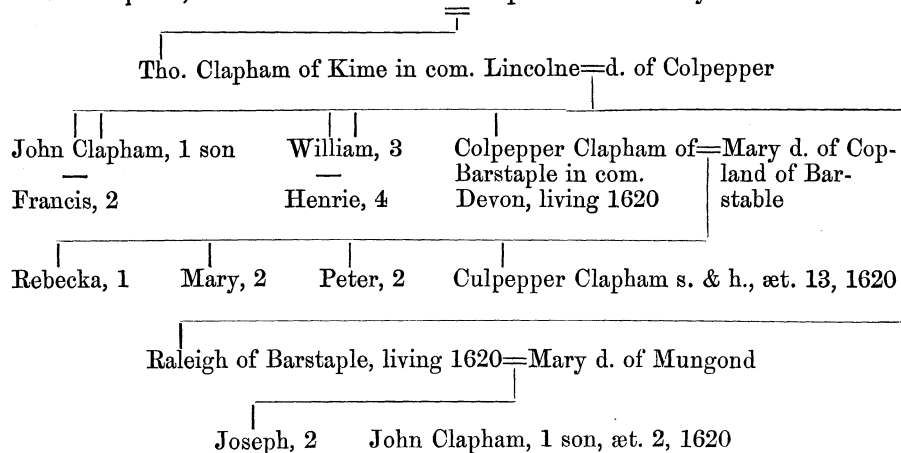 Tho. Clapham of Kime in com. Lincolne=d. of Colpepper
John Clapham, 1 son William, 3 Colpepper Clapham of=Mary d. of Cop-
— — Barstaple in com. land of Bar-
Francis, 2 Henrie, 4 Devon, living 1620 stable
Rebecka, 1 Mary, 2 Peter, 2 Culpepper Clapham s. & h., æt. 13, 1620
Raleigh of Barstaple, living 1620=Mary d. of Mungond
Joseph, 2 John Clapham, 1 son, æt. 2, 1620